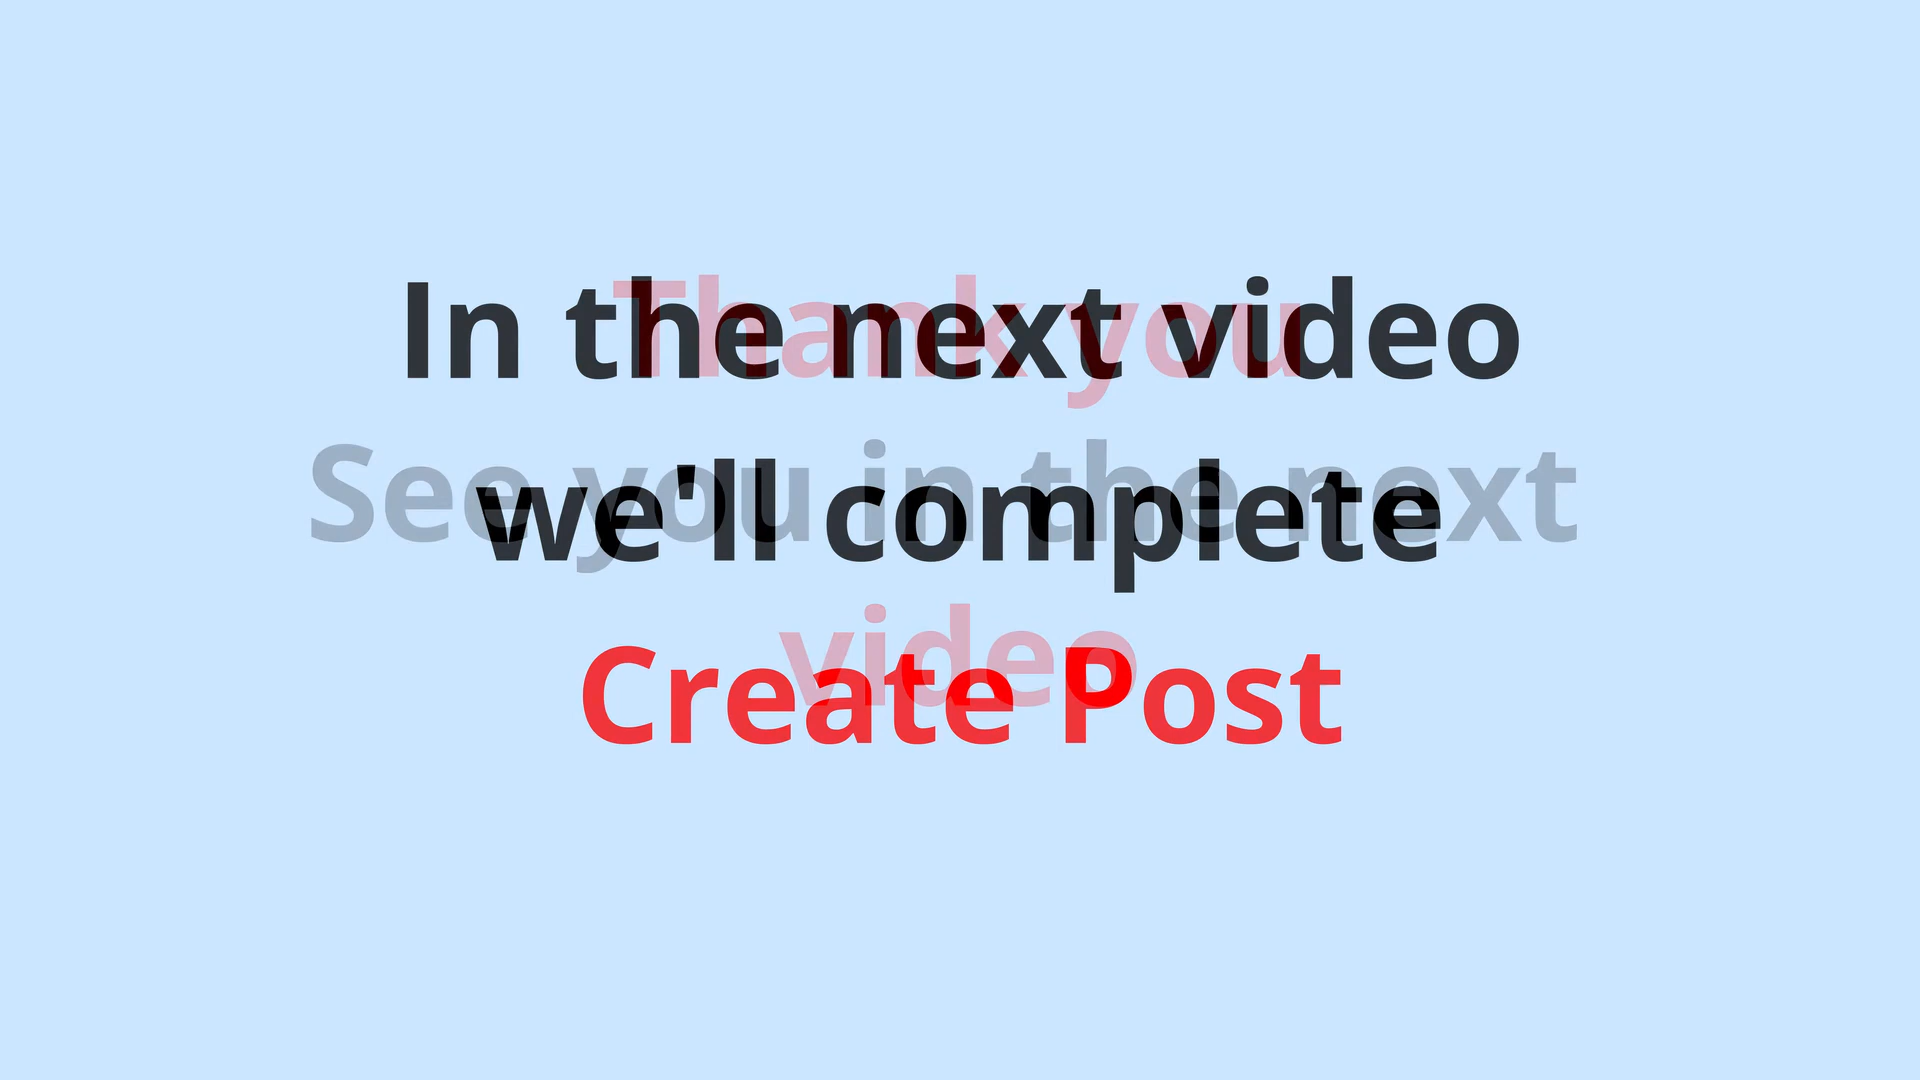 In the next video
we'll complete
Create Post
Thank you
See you in the next
video